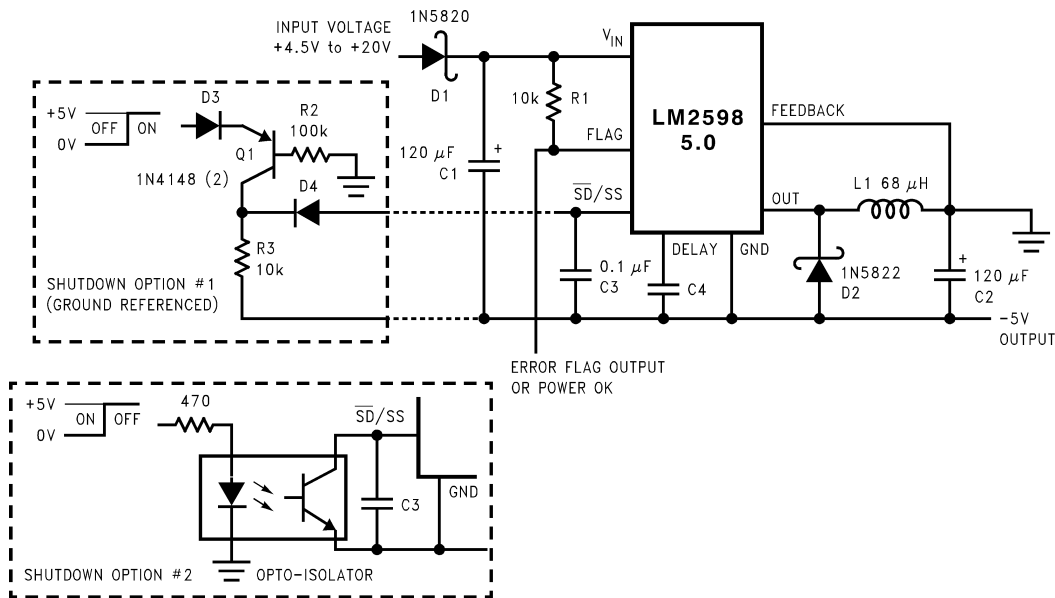 1N5820
INPUT VOLTAGE
+4.5V to +20V
D1
VIN
10k
R1
LM2598
5.0
FEEDBACK
FLAG
120 μF
+
C1
S̅D̅/SS
OUT
L1 68 μH
DELAY
GND
0.1 μF
C3
C4
1N5822
D2
+
120 μF
C2
−5V
OUTPUT
ERROR FLAG OUTPUT
OR POWER OK
+5V
OFF
ON
0V
D3
R2
100k
Q1
1N4148 (2)
D4
R3
10k
SHUTDOWN OPTION #1
(GROUND REFERENCED)
+5V
ON
OFF
0V
470
S̅D̅/SS
GND
C3
SHUTDOWN OPTION #2
OPTO−ISOLATOR